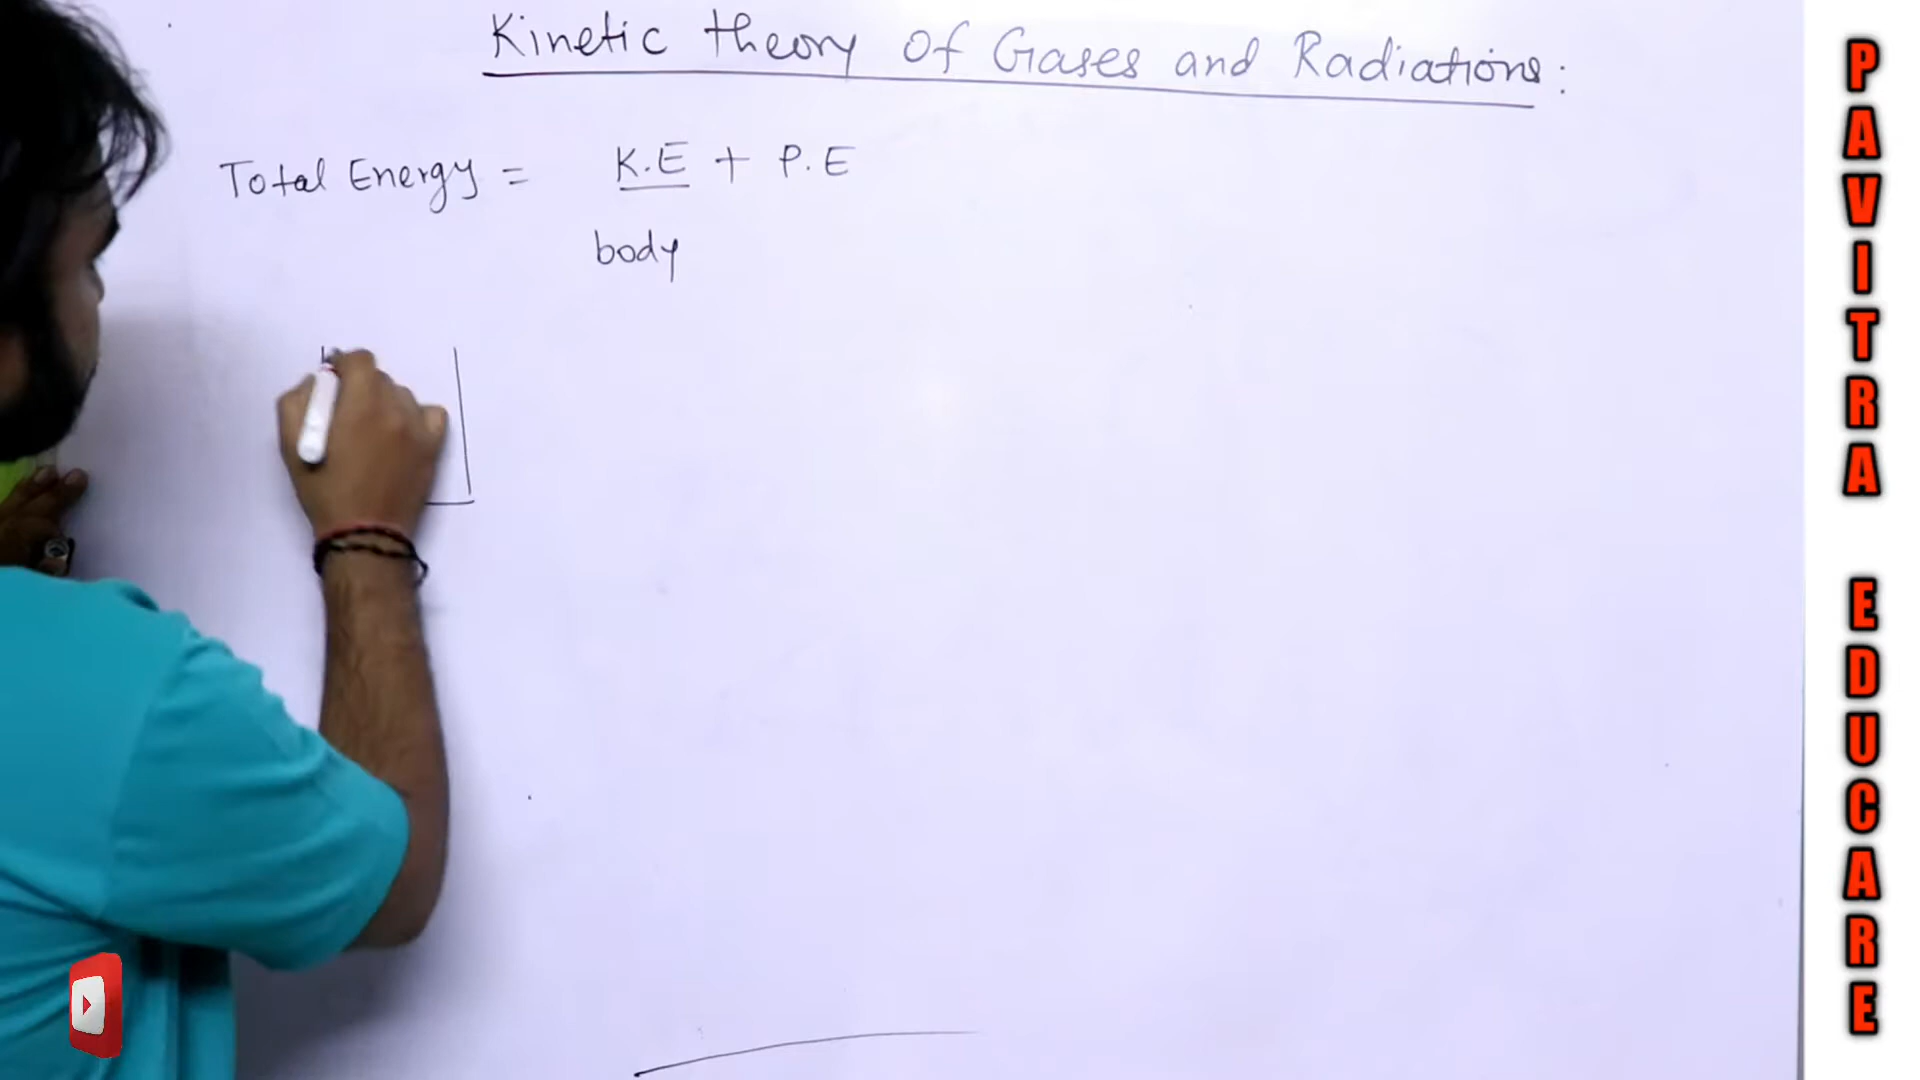 Kinetic theory of Gases and Radiations:
Total Energy = K.E + P.E
body
PAVITRA EDUCARE